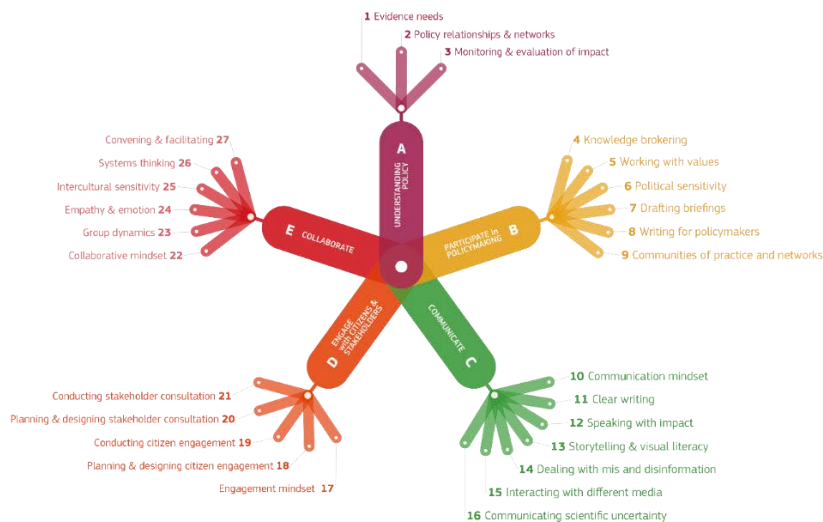 1 Evidence needs
2 Policy relationships & networks
3 Monitoring & evaluation of impact
A
UNDERSTANDING
POLICY
4 Knowledge brokering
5 Working with values
6 Political sensitivity
7 Drafting briefings
8 Writing for policymakers
9 Communities of practice and networks
PARTICIPATE in
POLICYMAKING
B
10 Communication mindset
11 Clear writing
12 Speaking with impact
13 Storytelling & visual literacy
14 Dealing with mis and disinformation
15 Interacting with different media
16 Communicating scientific uncertainty
COMMUNICATE
C
ENGAGE
with CITIZENS &
STAKEHOLDERS
D
Conducting stakeholder consultation 21
Planning & designing stakeholder consultation 20
Conducting citizen engagement 19
Planning & designing citizen engagement 18
Engagement mindset 17
E COLLABORATE
Convening & facilitating 27
Systems thinking 26
Intercultural sensitivity 25
Empathy & emotion 24
Group dynamics 23
Collaborative mindset 22